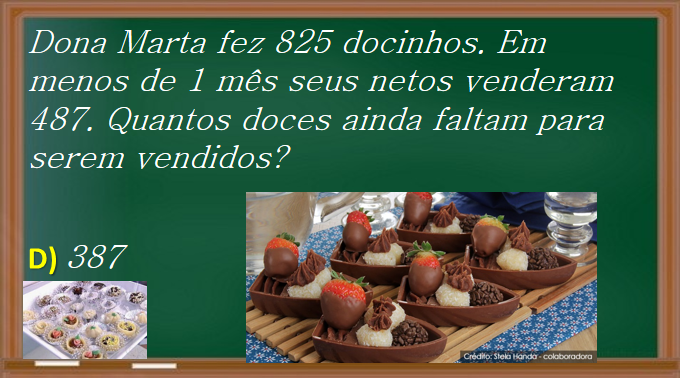 Dona Marta fez 825 docinhos. Em
menos de 1 mês seus netos venderam
487. Quantos doces ainda faltam para
serem vendidos?
D) 387
Crédito: Stela Handa - colaboradora